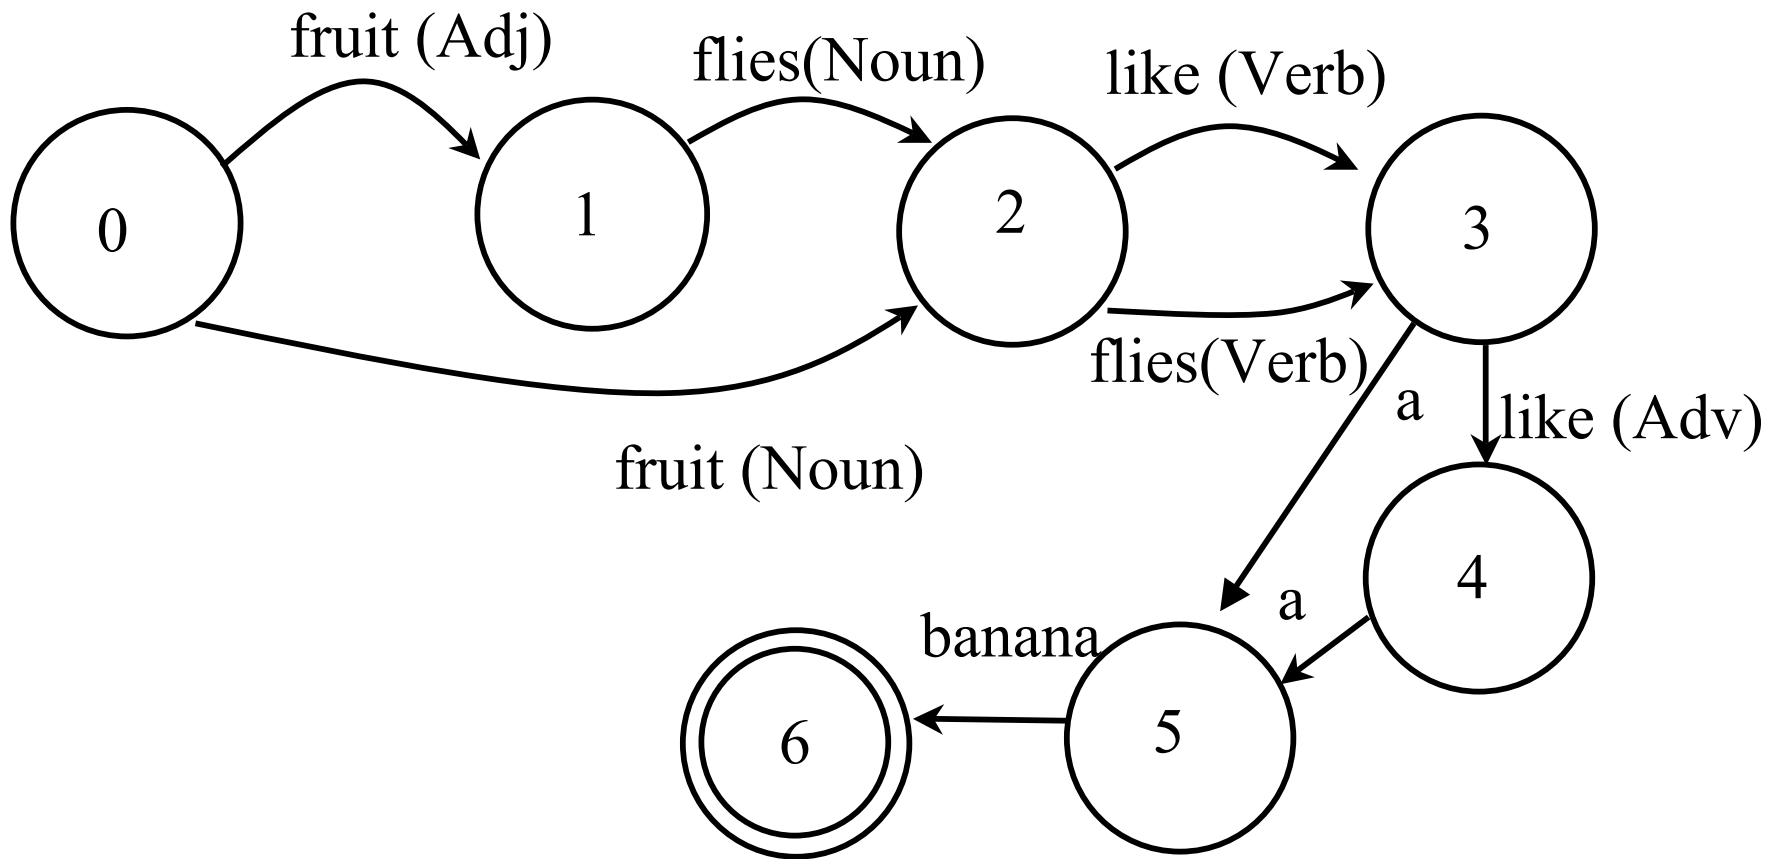 fruit (Adj)
flies(Noun)
like (Verb)
0
1
2
3
flies(Verb)
a
like (Adv)
fruit (Noun)
4
a
banana
5
6